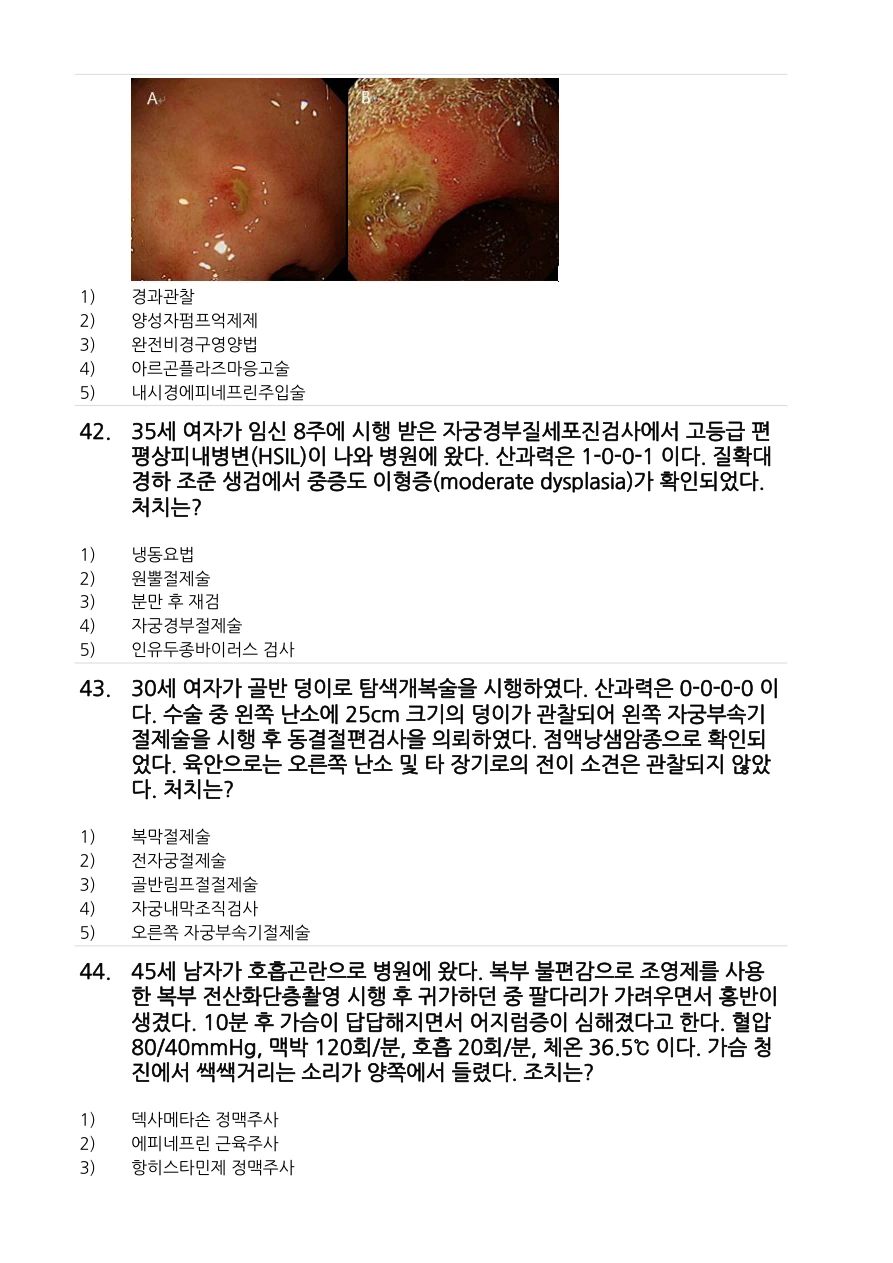 A
B
1) 경과관찰
2) 양성자펌프억제제
3) 완전비경구영양법
4) 아르곤플라즈마응고술
5) 내시경에피네프린주입술
42. 35세 여자가 임신 8주에 시행 받은 자궁경부질세포진검사에서 고등급 편
평상피내병변(HSIL)이 나와 병원에 왔다. 산과력은 1-0-0-1 이다. 질확대
경하 조준 생검에서 중증도 이형증(moderate dysplasia)가 확인되었다.
처치는?
1) 냉동요법
2) 원뿔절제술
3) 분만 후 재검
4) 자궁경부절제술
5) 인유두종바이러스 검사
43. 30세 여자가 골반 덩이로 탐색개복술을 시행하였다. 산과력은 0-0-0-0 이
다. 수술 중 왼쪽 난소에 25cm 크기의 덩이가 관찰되어 왼쪽 자궁부속기
절제술을 시행 후 동결절편검사을 의뢰하였다. 점액낭샘암종으로 확인되
었다. 육안으로는 오른쪽 난소 및 타 장기로의 전이 소견은 관찰되지 않았
다. 처치는?
1) 복막절제술
2) 전자궁절제술
3) 골반림프절절제술
4) 자궁내막조직검사
5) 오른쪽 자궁부속기절제술
44. 45세 남자가 호흡곤란으로 병원에 왔다. 복부 불편감으로 조영제를 사용
한 복부 전산화단층촬영 시행 후 귀가하던 중 팔다리가 가려우면서 홍반이
생겼다. 10분 후 가슴이 답답해지면서 어지럼증이 심해졌다고 한다. 혈압
80/40mmHg, 맥박 120회/분, 호흡 20회/분, 체온 36.5℃ 이다. 가슴 청
진에서 쌕쌕거리는 소리가 양쪽에서 들렸다. 조치는?
1) 덱사메타손 정맥주사
2) 에피네프린 근육주사
3) 항히스타민제 정맥주사